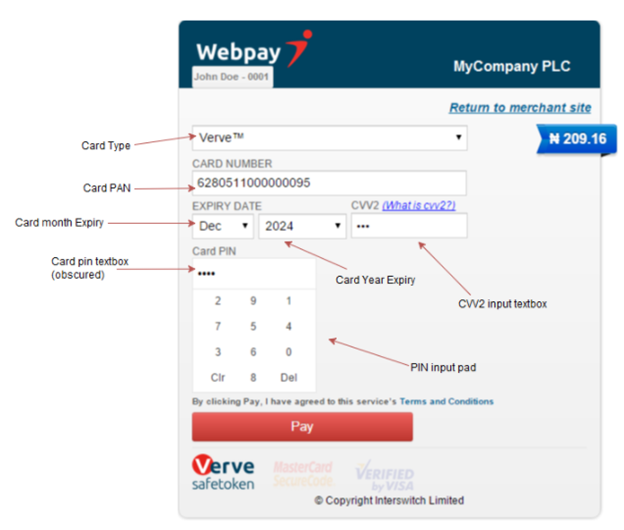 Webpay
John Doe - 0001
MyCompany PLC
Return to merchant site
Card Type
Verve™
₦ 209.16
CARD NUMBER
Card PAN
6280511000000095
EXPIRY DATE
CVV2 (What is cvv2?)
Card month Expiry
Dec
2024
•••
Card PIN
Card pin textbox
(obscured)
••••
Card Year Expiry
CVV2 input textbox
2 9 1
7 5 4
3 6 0
Clr 8 Del
PIN input pad
By clicking Pay, I have agreed to this service's Terms and Conditions
Pay
Verve
safetoken
MasterCard
SecureCode
VERIFIED
by VISA
© Copyright Interswitch Limited